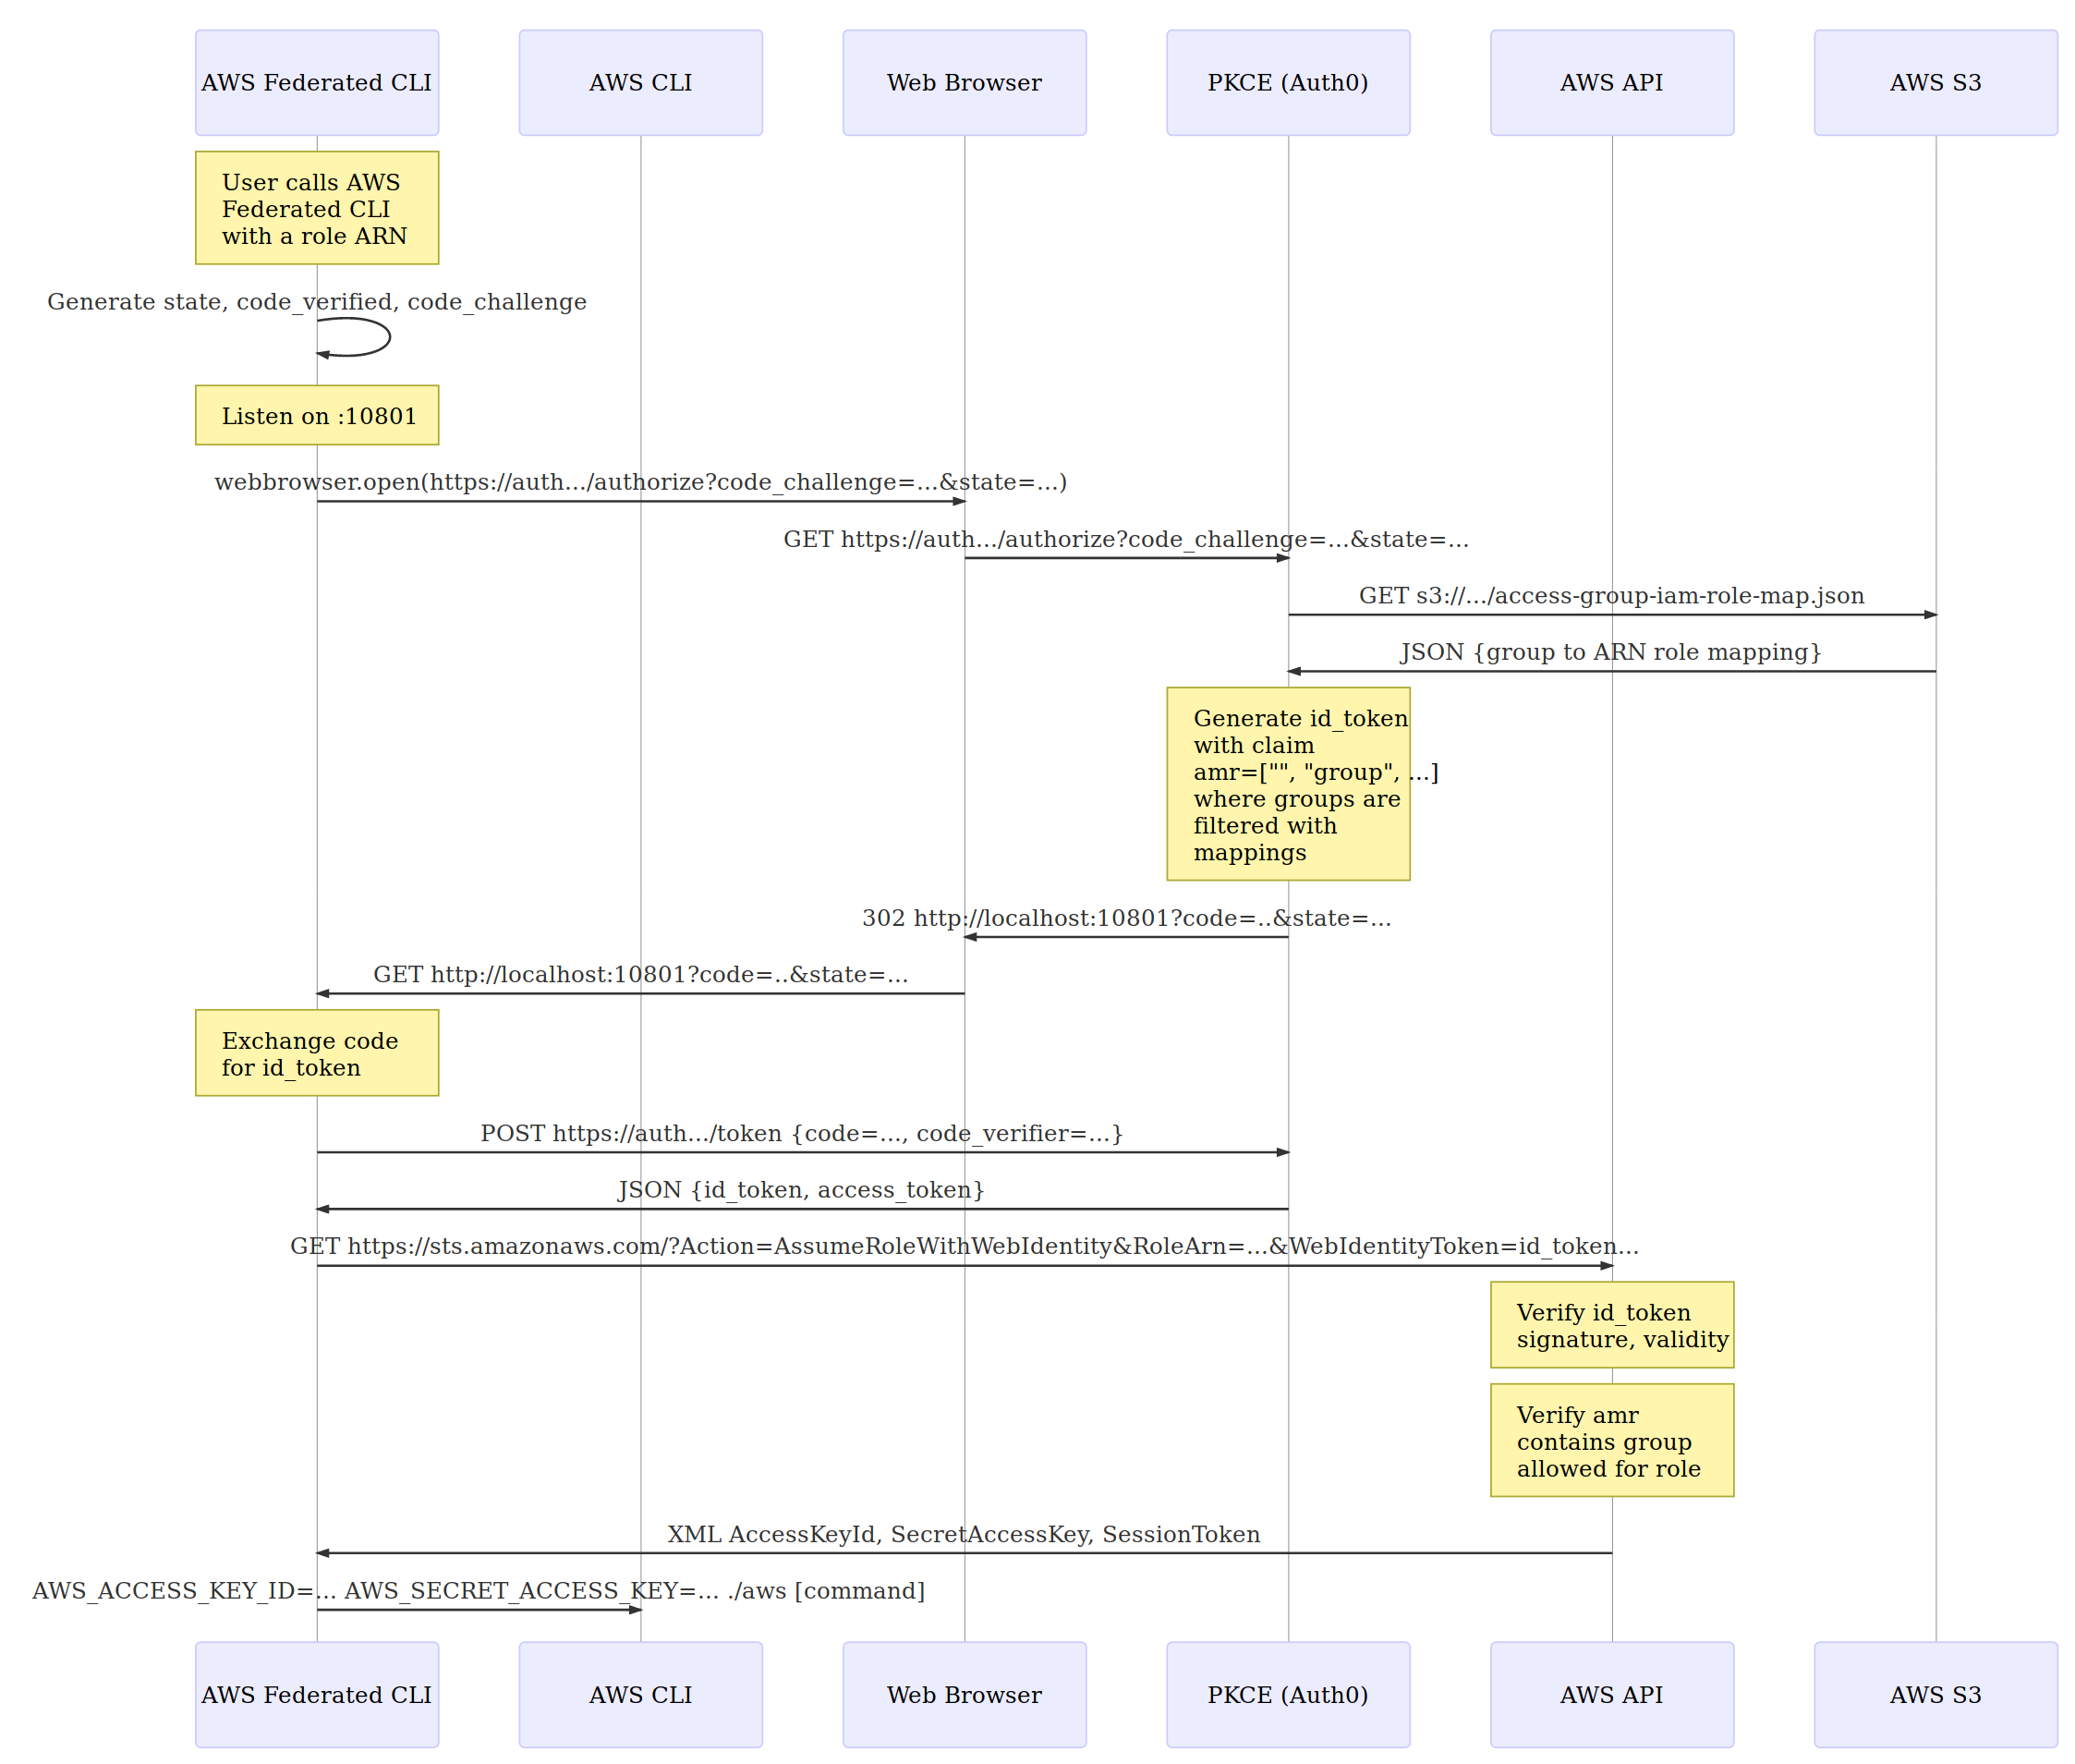 AWS Federated CLI
AWS CLI
Web Browser
PKCE (Auth0)
AWS API
AWS S3
User calls AWS
Federated CLI
with a role ARN
Generate state, code_verified, code_challenge
Listen on :10801
webbrowser.open(https://auth.../authorize?code_challenge=...&state=...)
GET https://auth.../authorize?code_challenge=...&state=...
GET s3://.../access-group-iam-role-map.json
JSON {group to ARN role mapping}
Generate id_token
with claim
amr=["", "group", ...]
where groups are
filtered with
mappings
302 http://localhost:10801?code=..&state=...
GET http://localhost:10801?code=..&state=...
Exchange code
for id_token
POST https://auth.../token {code=..., code_verifier=...}
JSON {id_token, access_token}
GET https://sts.amazonaws.com/?Action=AssumeRoleWithWebIdentity&RoleArn=...&WebIdentityToken=id_token...
Verify id_token
signature, validity
Verify amr
contains group
allowed for role
XML AccessKeyId, SecretAccessKey, SessionToken
AWS_ACCESS_KEY_ID=... AWS_SECRET_ACCESS_KEY=... ./aws [command]
AWS Federated CLI
AWS CLI
Web Browser
PKCE (Auth0)
AWS API
AWS S3